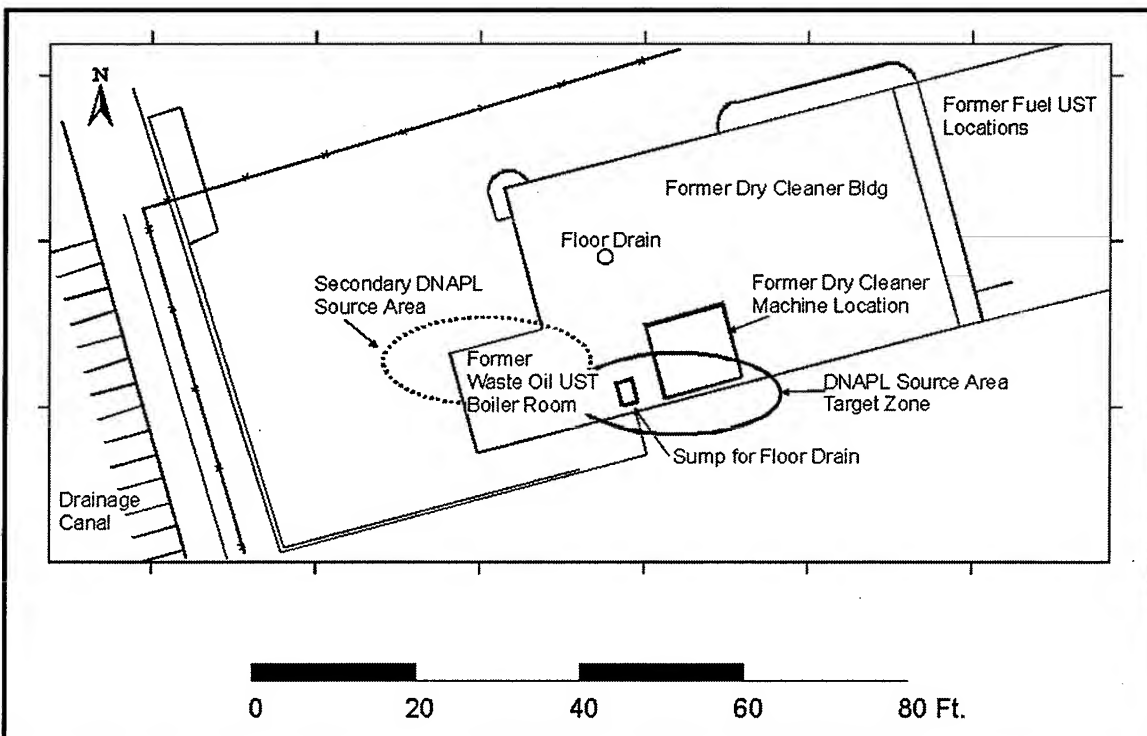 N
Former Fuel UST
Locations
Former Dry Cleaner Bldg
Floor Drain
Secondary DNAPL
Source Area
Former Dry Cleaner
Machine Location
Former
Waste Oil UST
Boiler Room
DNAPL Source Area
Target Zone
Sump for Floor Drain
Drainage
Canal
0 20 40 60 80 Ft.